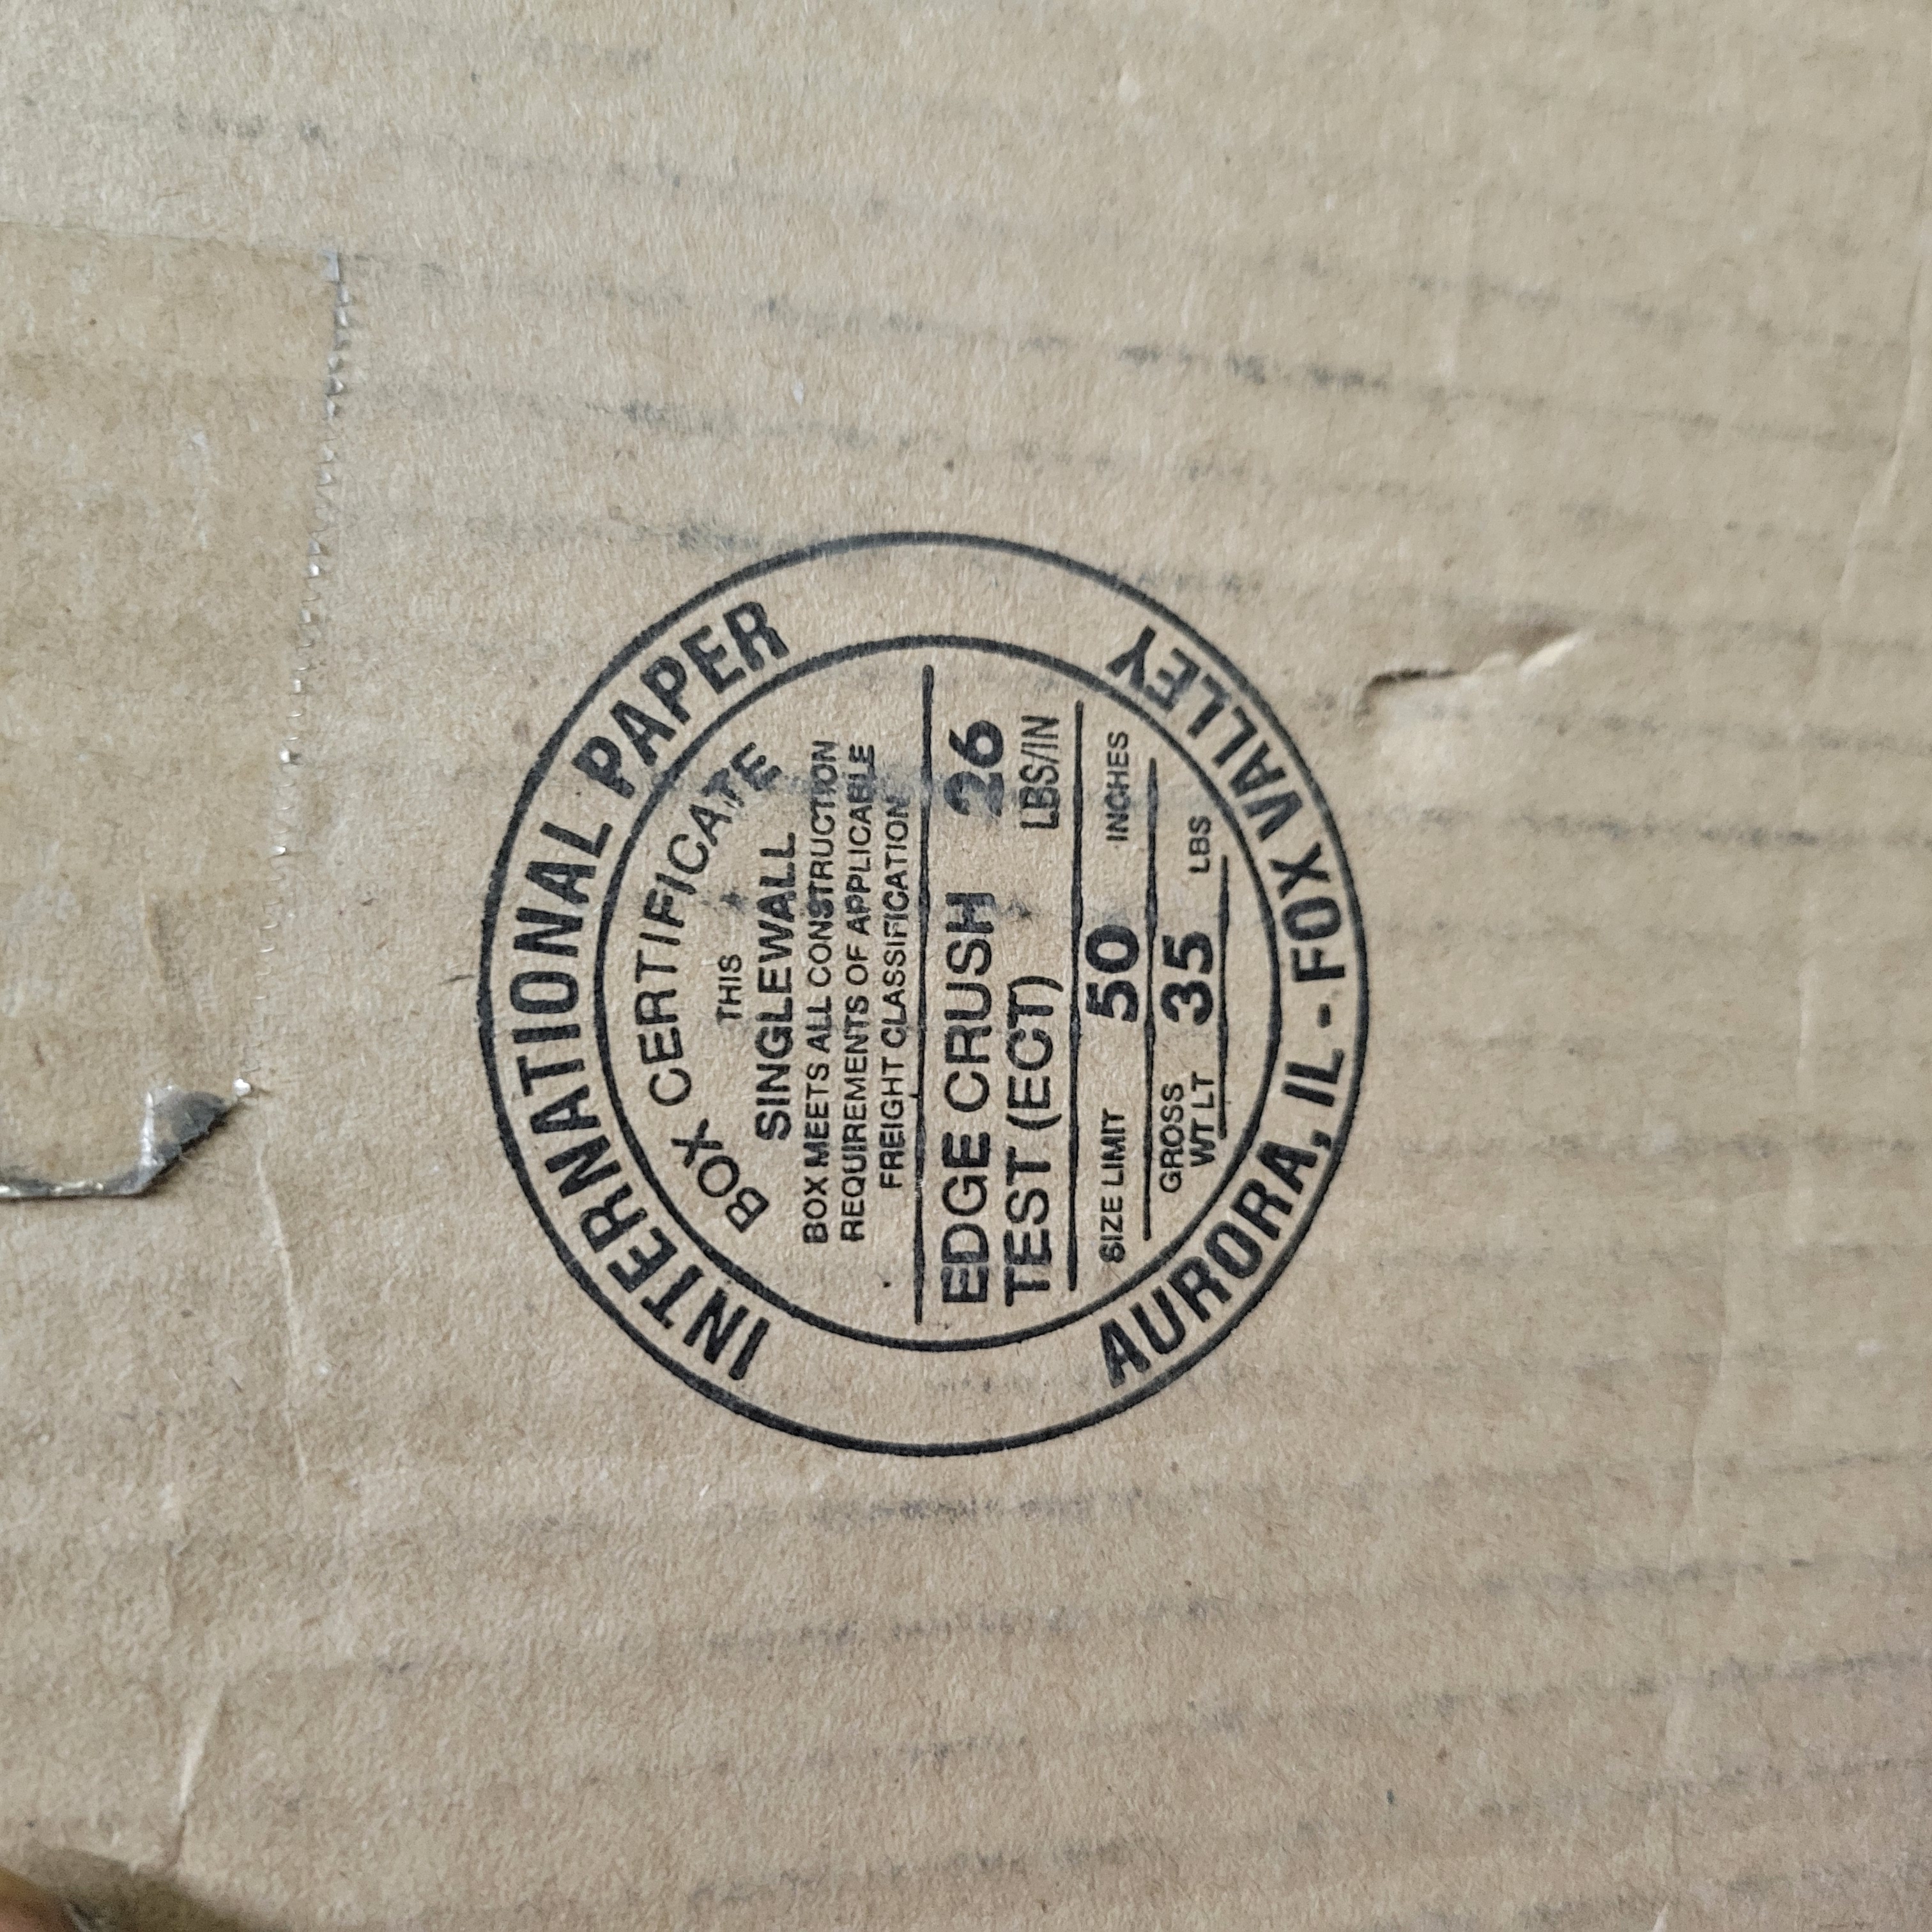 INTERNATIONAL PAPER
BOX CERTIFICATE
THIS
SINGLEWALL
BOX MEETS ALL CONSTRUCTION
REQUIREMENTS OF APPLICABLE
FREIGHT CLASSIFICATION
EDGE CRUSH 26
TEST (ECT) LBS/IN
SIZE LIMIT 50 INCHES
GROSS
WT LT 35 LBS
AURORA, IL - FOX VALLEY